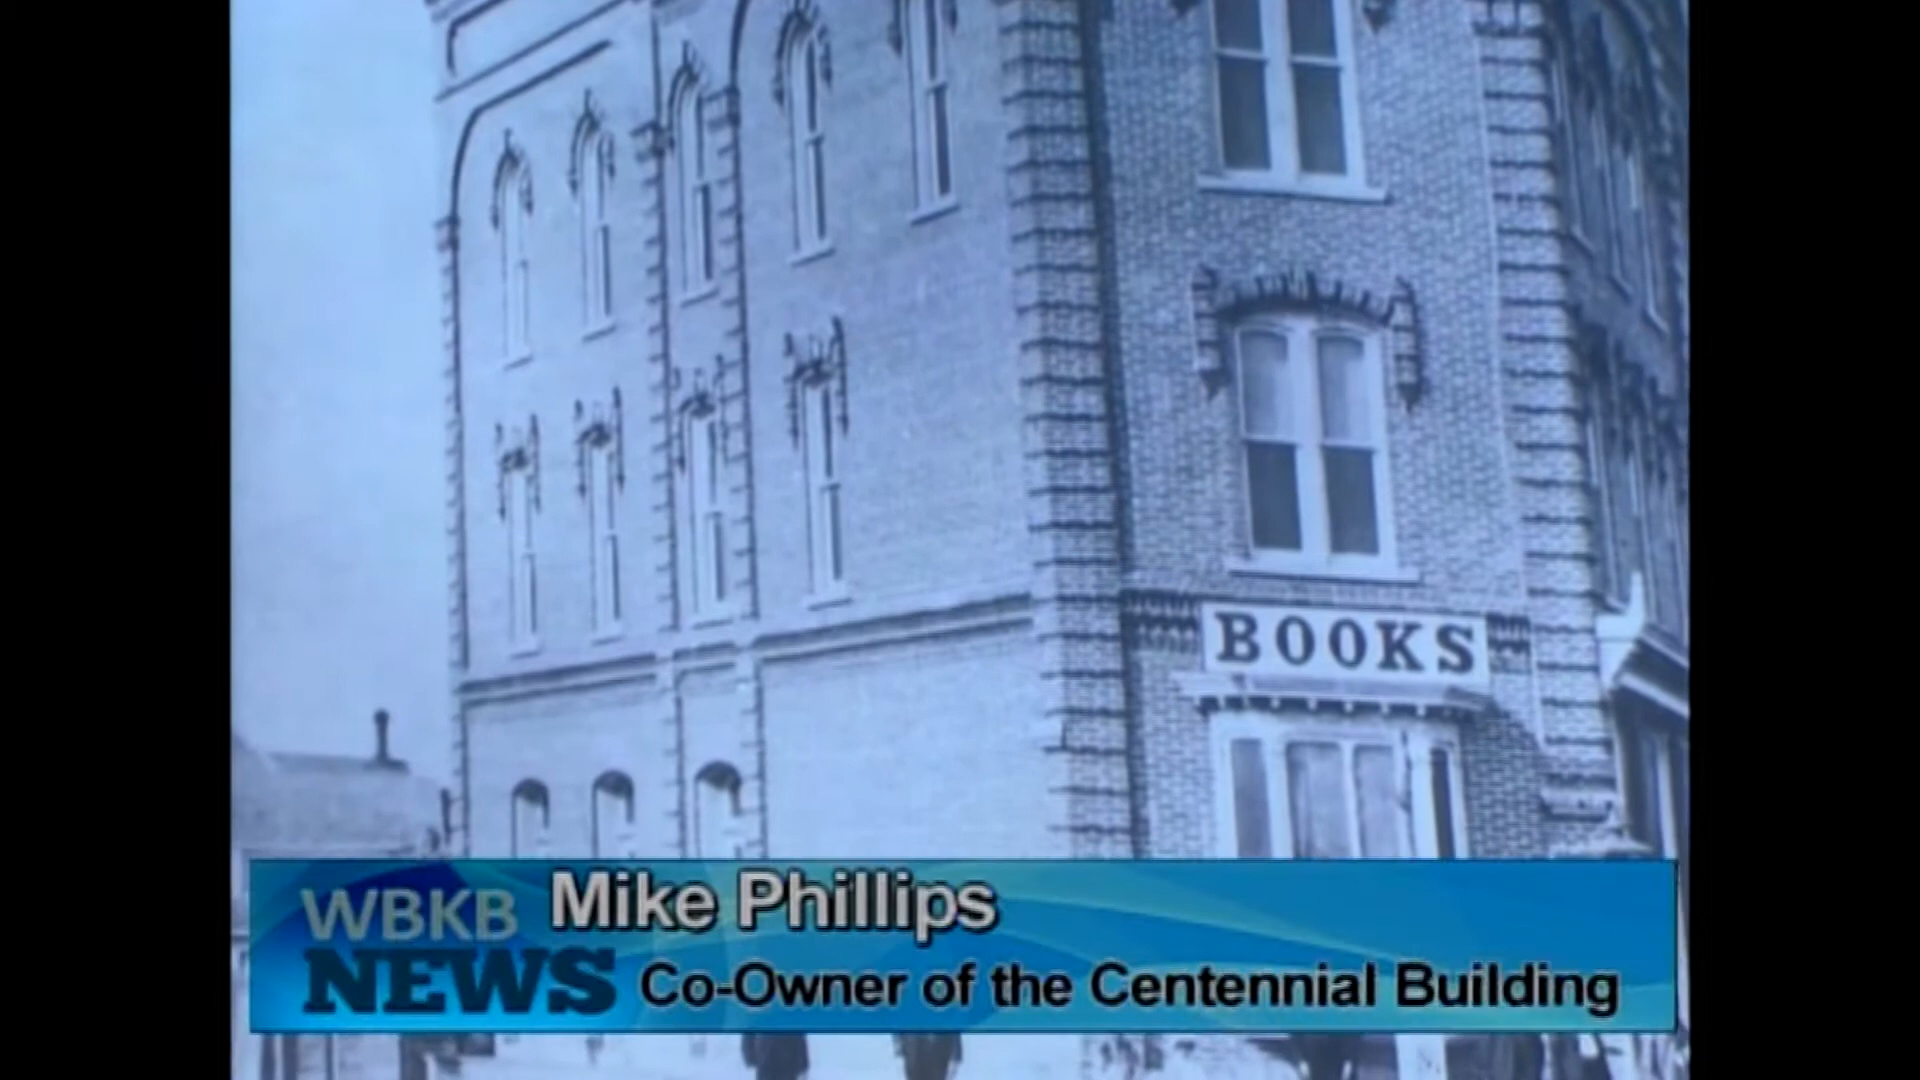 BOOKS
WBKB
NEWS
Mike Phillips
Co-Owner of the Centennial Building